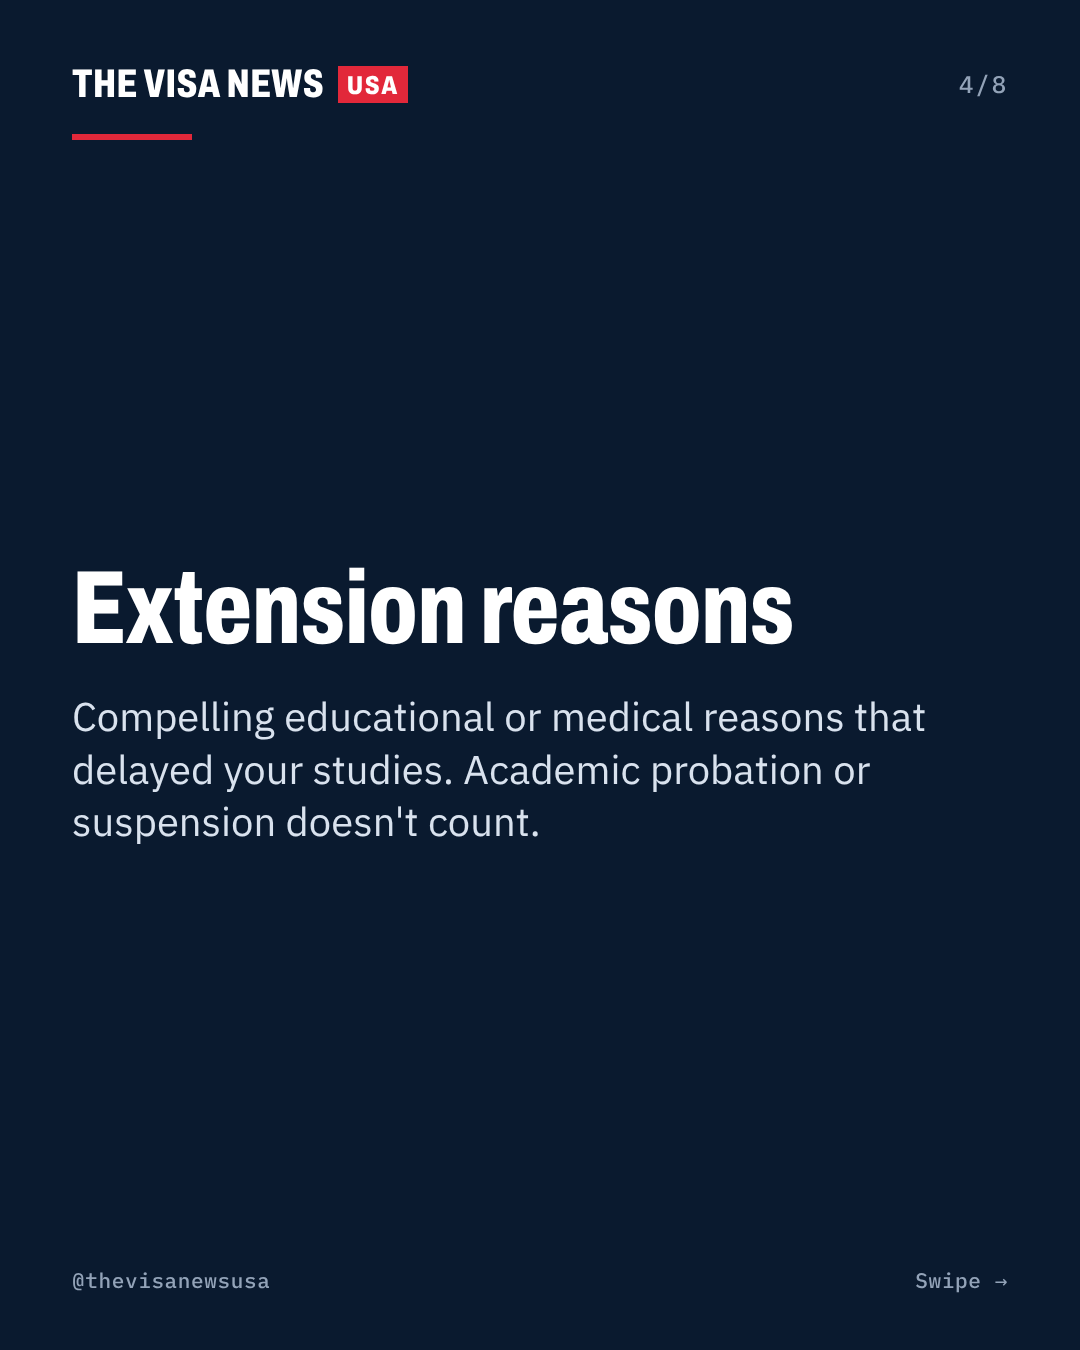 THE VISA NEWS USA
4/8
Extension reasons
Compelling educational or medical reasons that
delayed your studies. Academic probation or
suspension doesn't count.
@thevisanewsusa
Swipe →